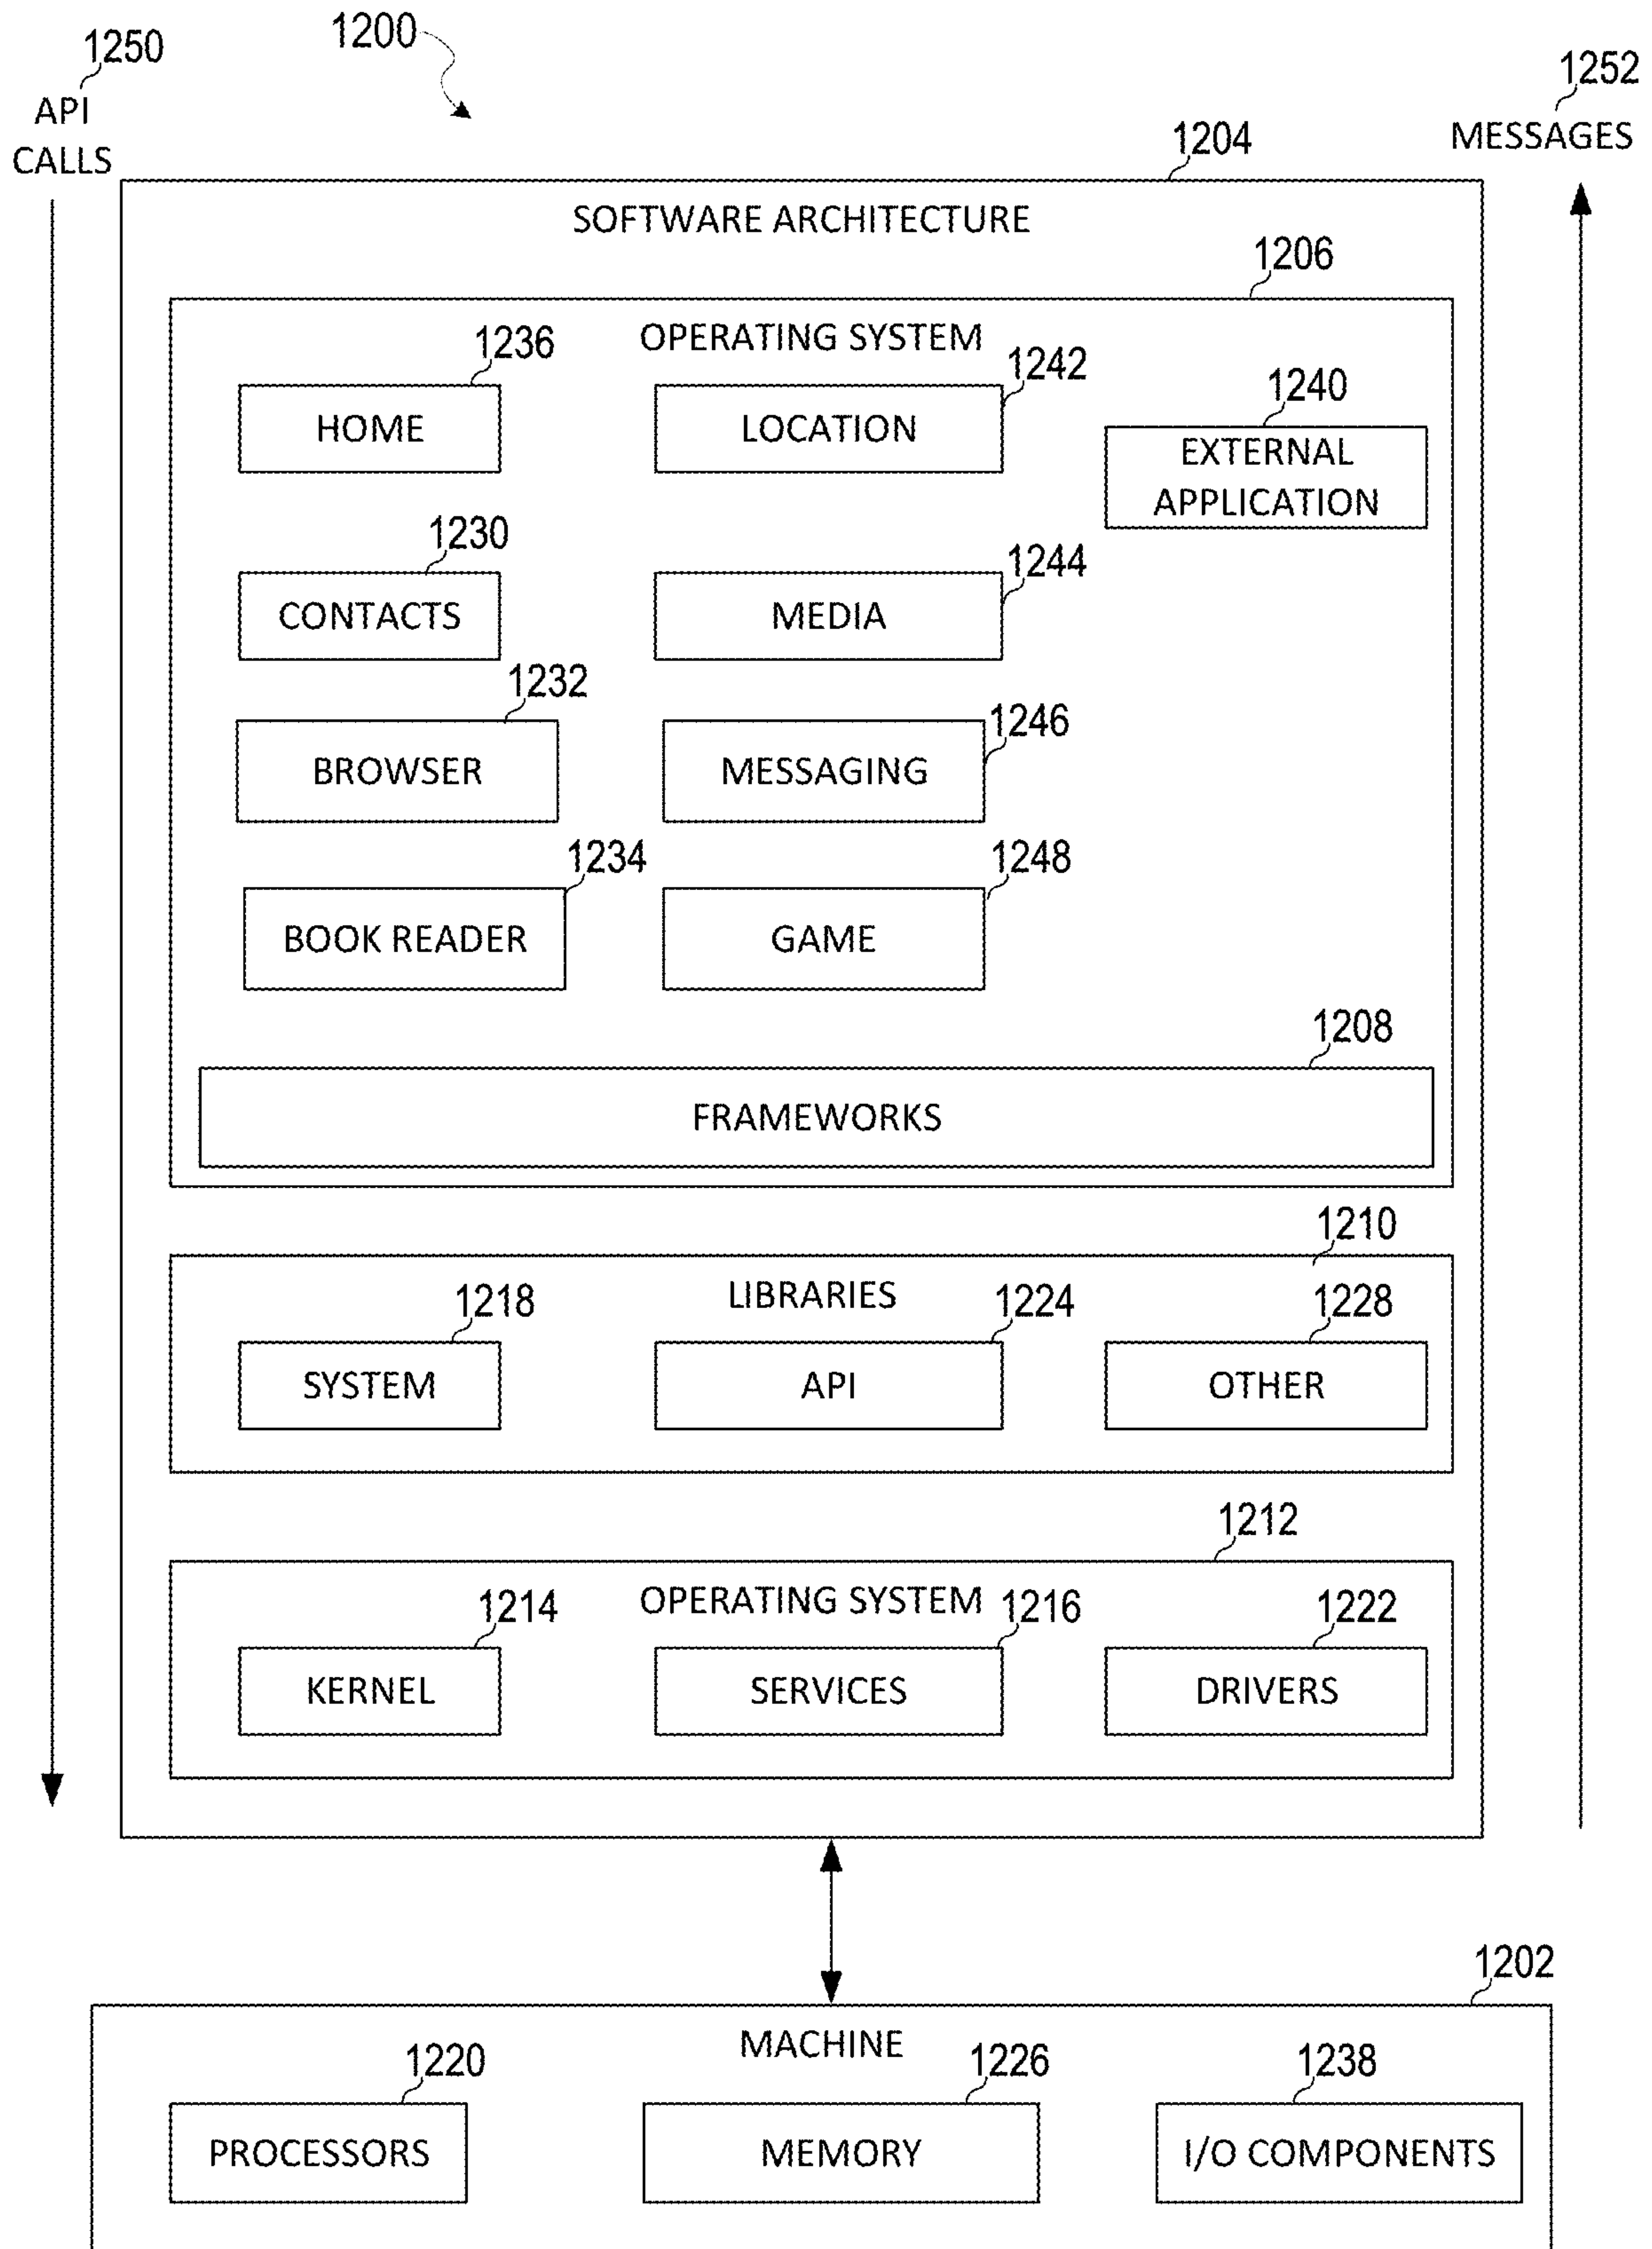 1250
1200
1252
API
CALLS
MESSAGES
1204
SOFTWARE ARCHITECTURE
1206
OPERATING SYSTEM
1236
1242
1240
HOME
LOCATION
EXTERNAL
APPLICATION
1230
1244
CONTACTS
MEDIA
1232
1246
BROWSER
MESSAGING
1234
1248
BOOK READER
GAME
1208
FRAMEWORKS
1210
LIBRARIES
1218
1224
1228
SYSTEM
API
OTHER
1212
OPERATING SYSTEM
1214
1216
1222
KERNEL
SERVICES
DRIVERS
1202
MACHINE
1220
1226
1238
PROCESSORS
MEMORY
I/O COMPONENTS